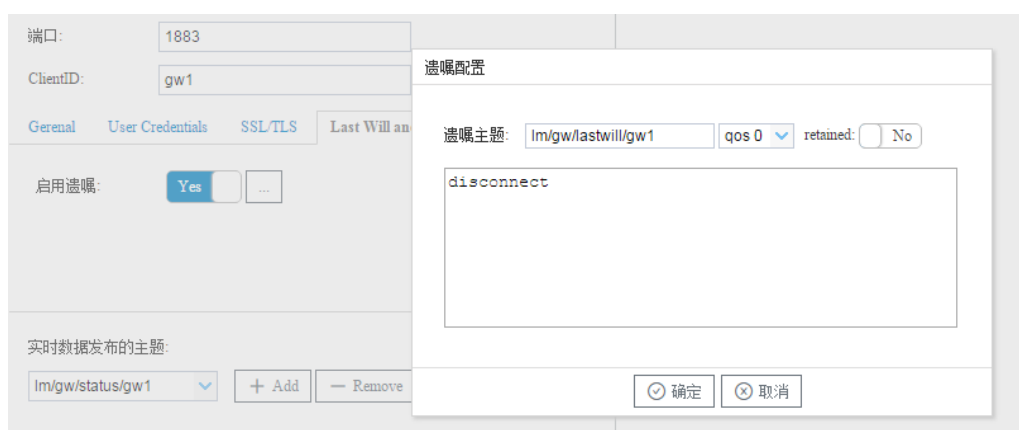 端口:
1883
ClientID:
gw1
Gerenal User Credentials SSL/TLS Last Will an
启用遗嘱:
Yes ...
实时数据发布的主题:
lm/gw/status/gw1 + Add — Remove
遗嘱配置
遗嘱主题: lm/gw/lastwill/gw1 qos 0 retained: No
disconnect
确定 取消